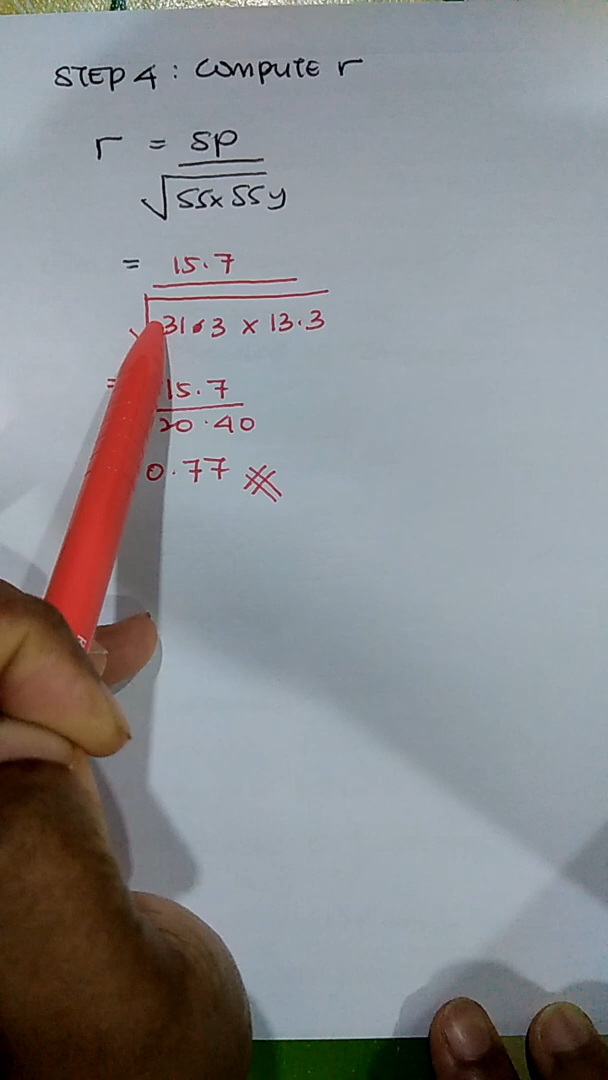 STEP 4 : COMPUTE r
r = SP
√SSx SSy
= 15.7
√31.3 x 13.3
= 15.7
20.40
0.77